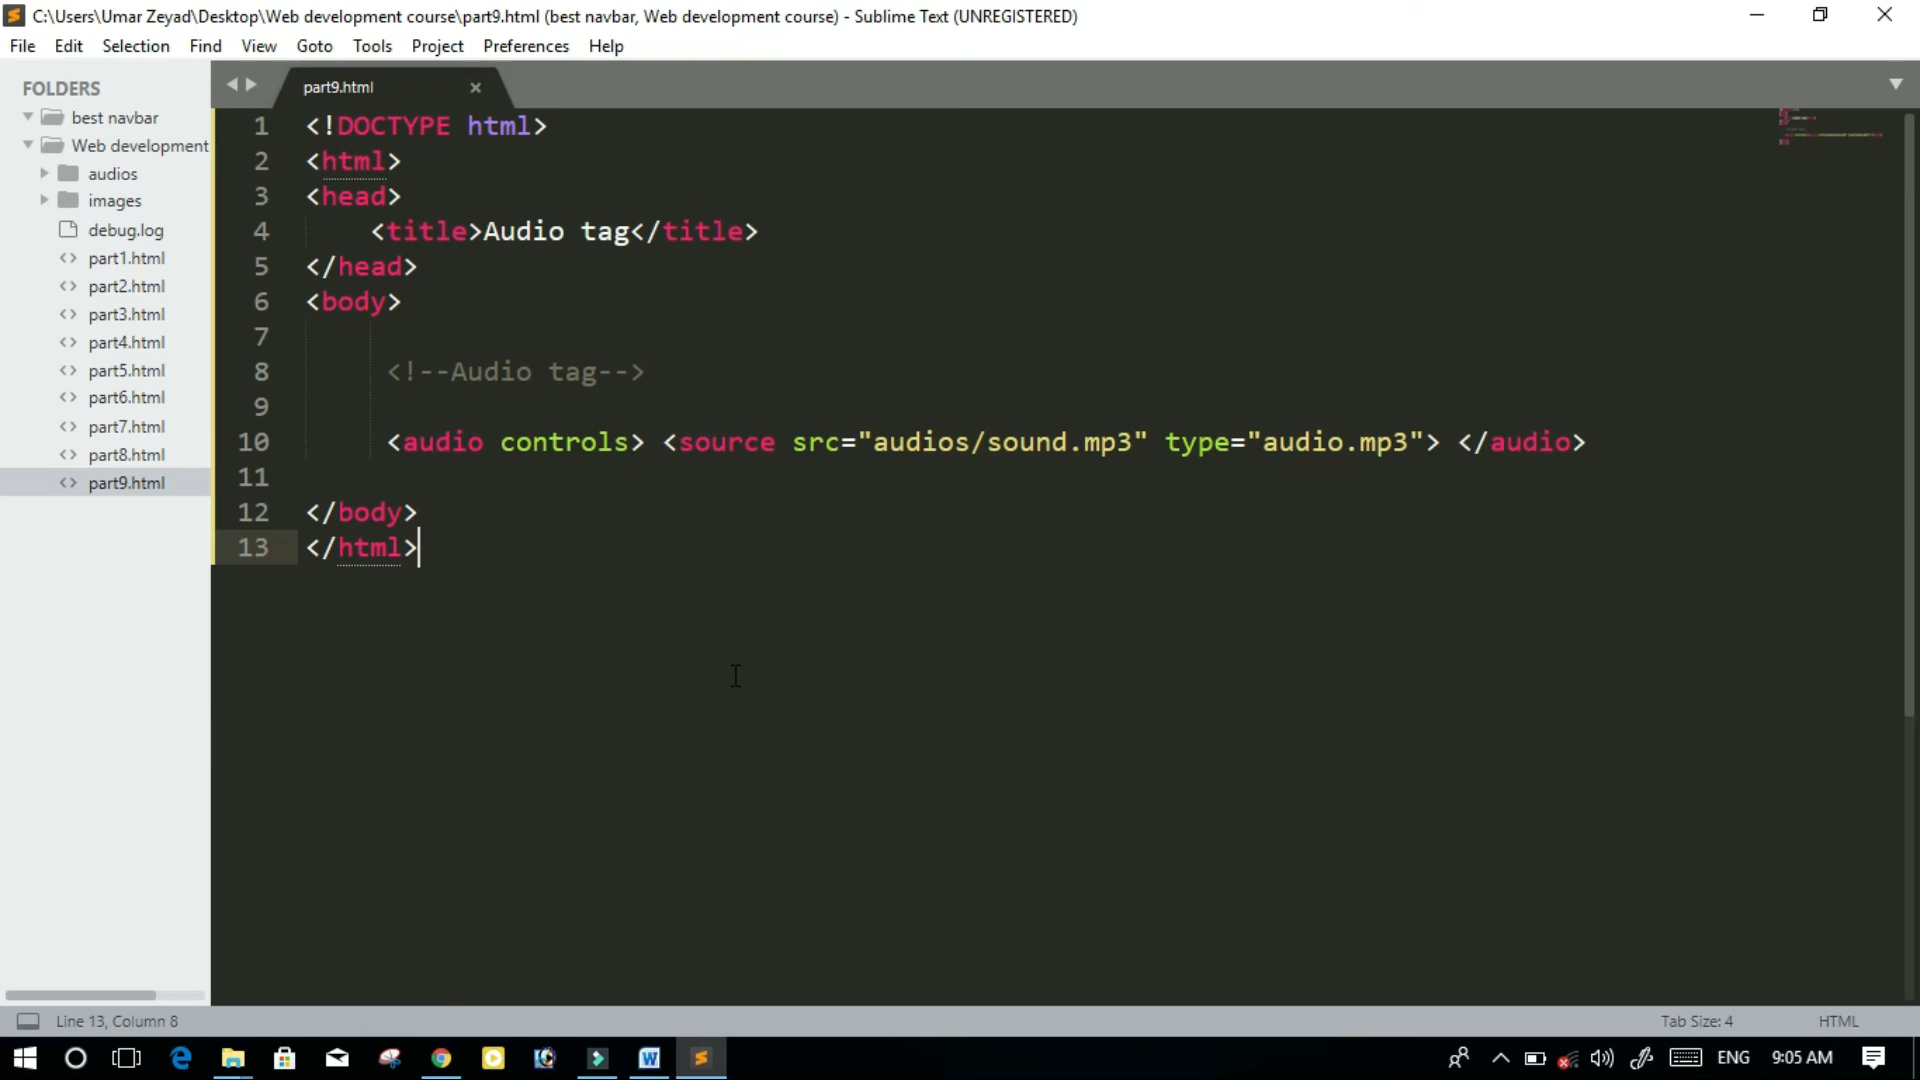 C:\Users\Umar Zeyad\Desktop\Web development course\part9.html (best navbar, Web development course) - Sublime Text (UNREGISTERED)
File Edit Selection Find View Goto Tools Project Preferences Help
FOLDERS
best navbar
Web development
audios
images
debug.log
part1.html
part2.html
part3.html
part4.html
part5.html
part6.html
part7.html
part8.html
part9.html
part9.html
1 <!DOCTYPE html>
2 <html>
3 <head>
4 <title>Audio tag</title>
5 </head>
6 <body>
7
8 <!--Audio tag-->
9
10 <audio controls> <source src="audios/sound.mp3" type="audio.mp3"> </audio>
11
12 </body>
13 </html>
Line 13, Column 8
Tab Size: 4
HTML
ENG
9:05 AM